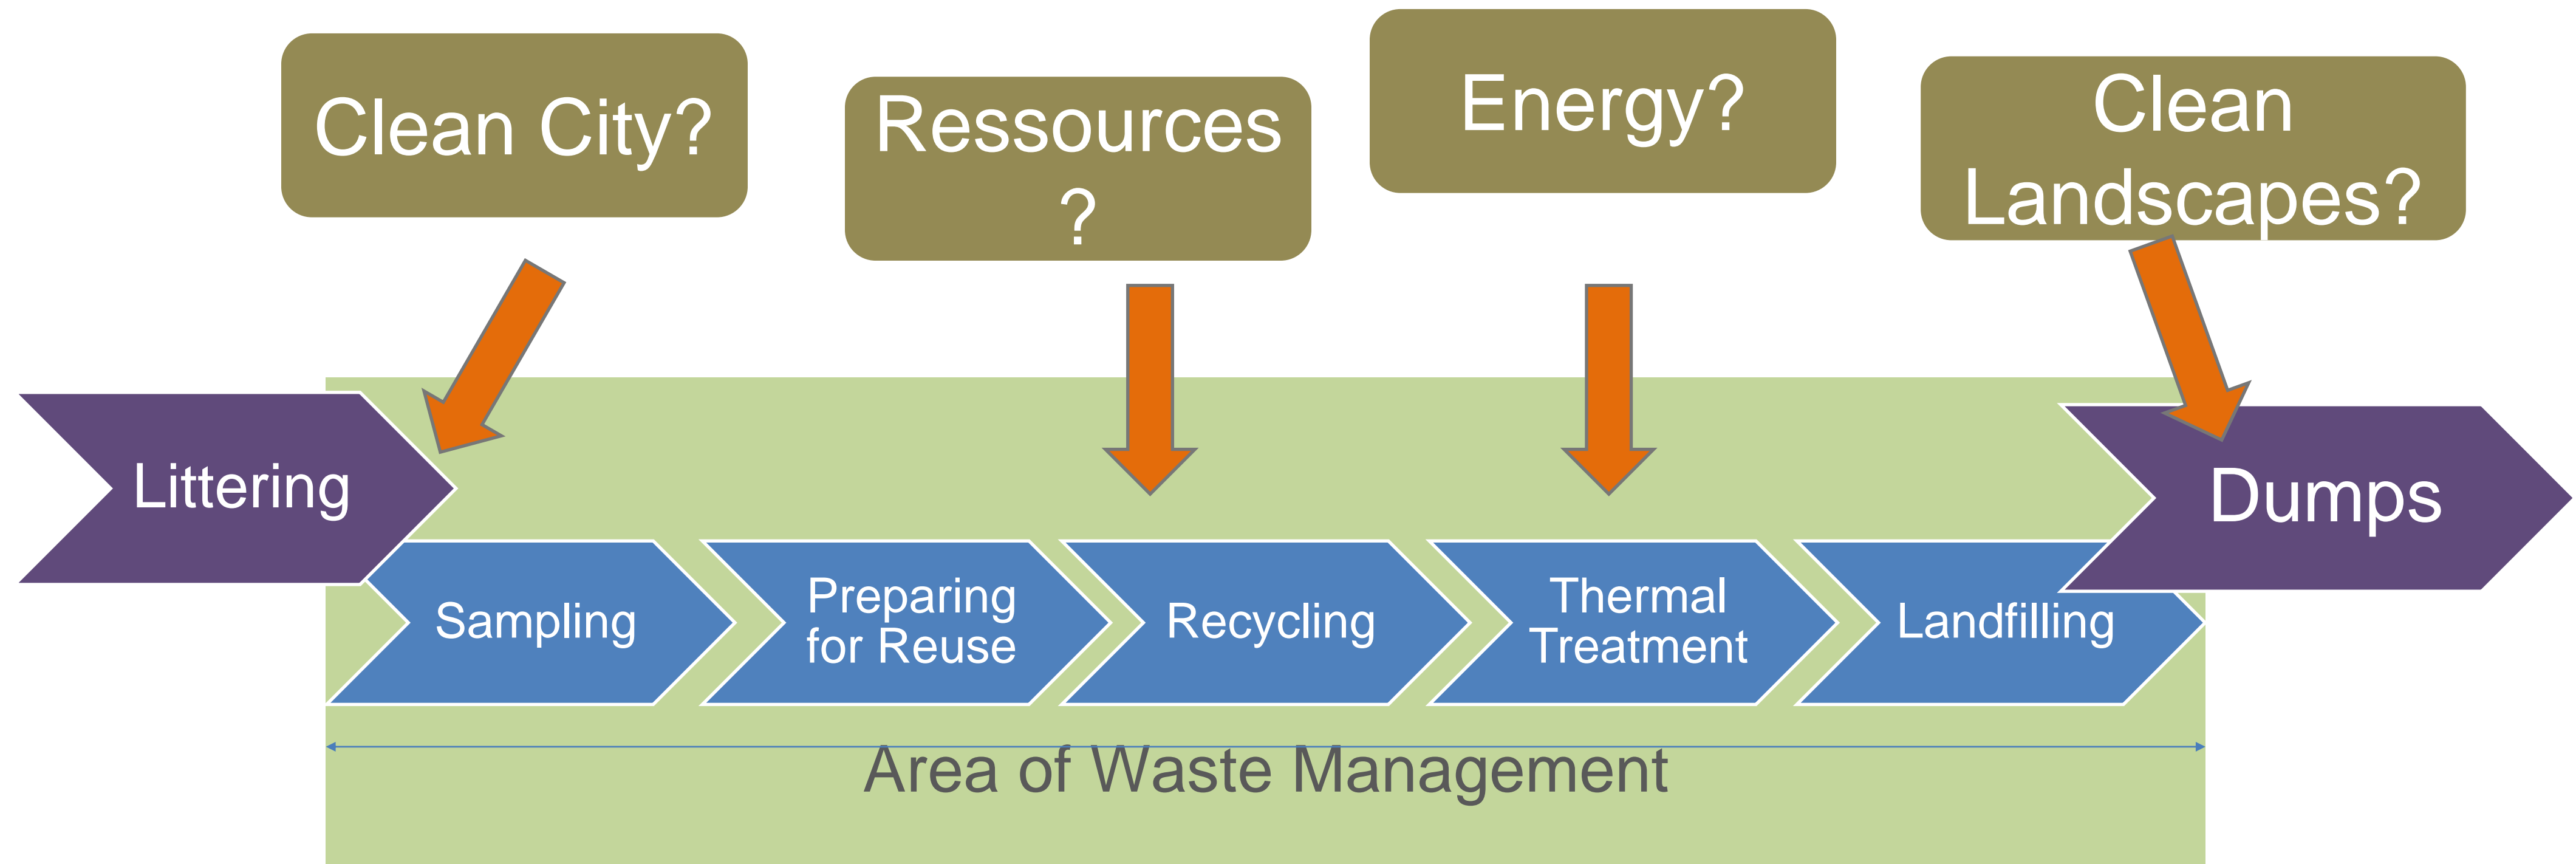 Clean City?
Ressources
?
Energy?
Clean
Landscapes?
Littering
Dumps
Sampling
Preparing
for Reuse
Recycling
Thermal
Treatment
Landfilling
Area of Waste Management